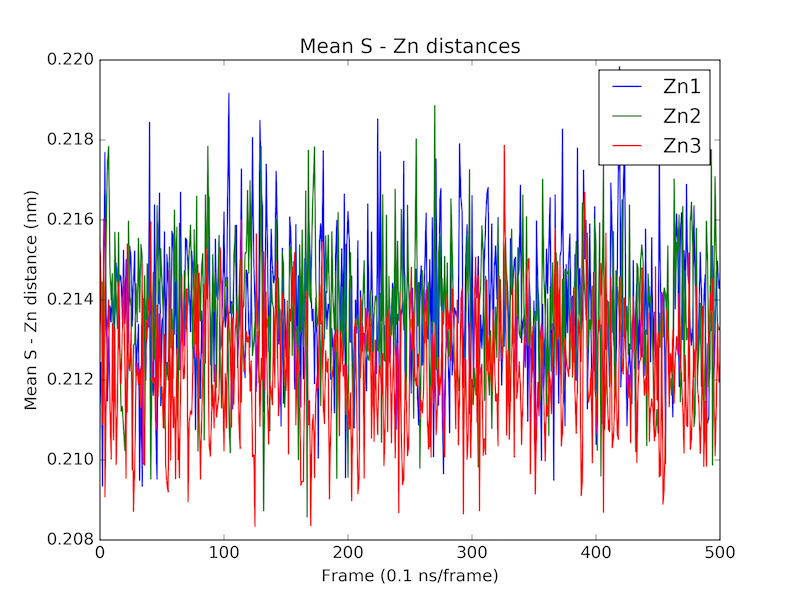 Mean S - Zn distances
0.220
0.218
0.216
0.214
0.212
0.210
0.208
Mean S - Zn distance (nm)
Zn1
Zn2
Zn3
0 100 200 300 400 500
Frame (0.1 ns/frame)